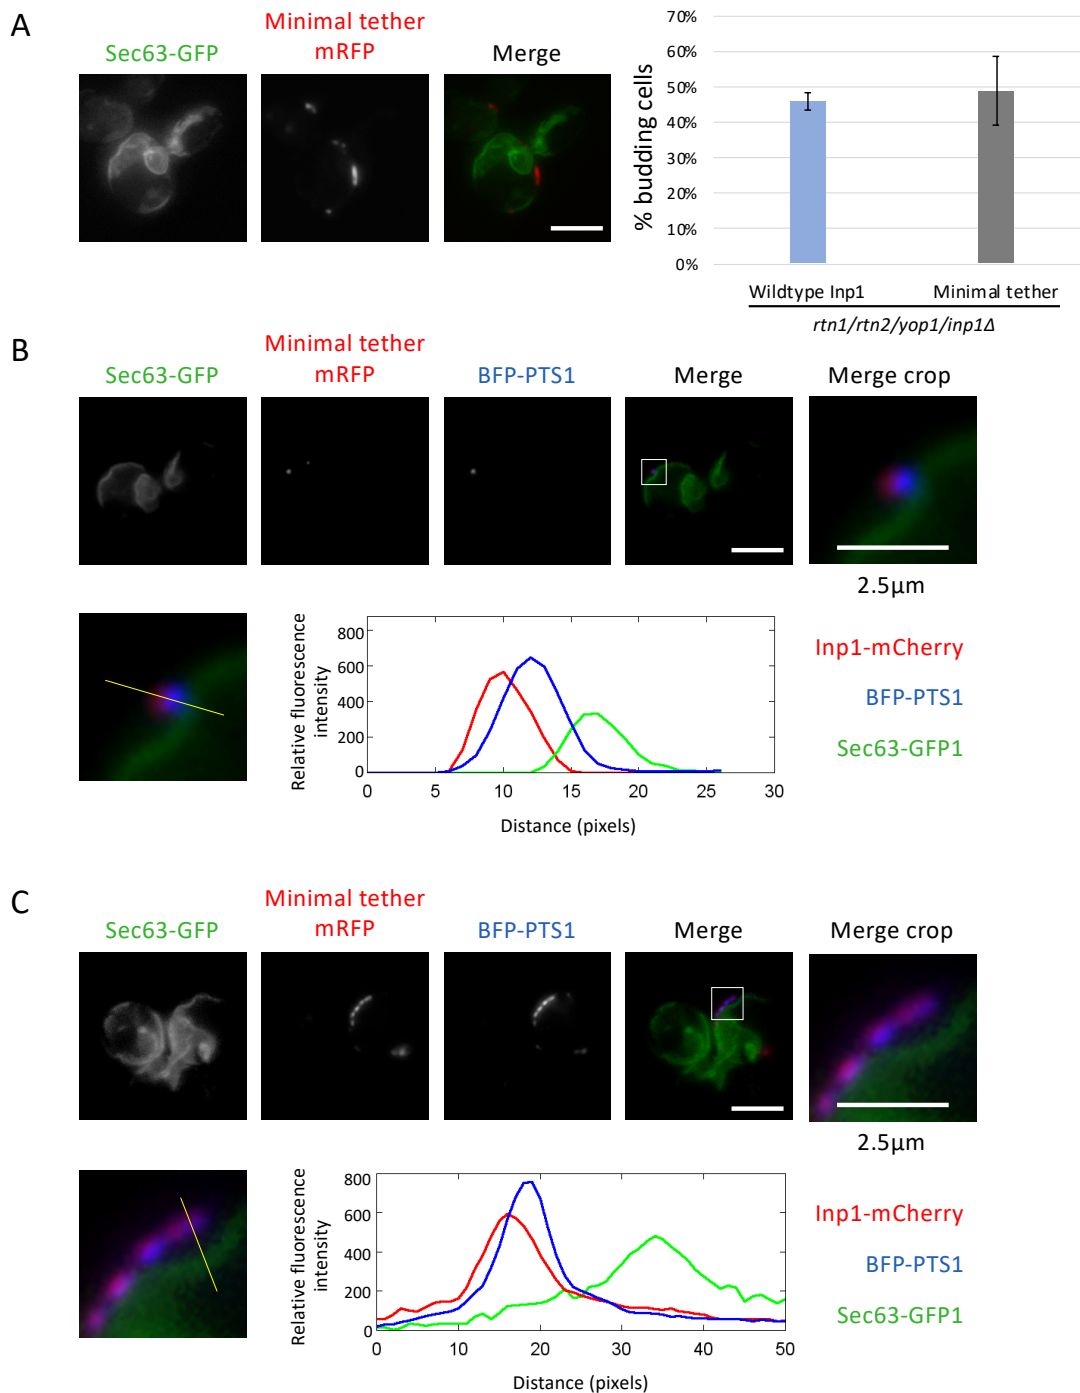 A
Sec63-GFP
Minimal tether
mRFP
Merge
% budding cells
70%
60%
50%
40%
30%
20%
10%
0%
Wildtype Inp1
Minimal tether
rtn1/rtn2/yop1/inp1Δ
B
Sec63-GFP
Minimal tether
mRFP
BFP-PTS1
Merge
Merge crop
2.5µm
Relative fluorescence
intensity
800
600
400
200
0
0 5 10 15 20 25 30
Distance (pixels)
Inp1-mCherry
BFP-PTS1
Sec63-GFP1
C
Sec63-GFP
Minimal tether
mRFP
BFP-PTS1
Merge
Merge crop
2.5µm
Relative fluorescence
intensity
800
600
400
200
0
0 10 20 30 40 50
Distance (pixels)
Inp1-mCherry
BFP-PTS1
Sec63-GFP1